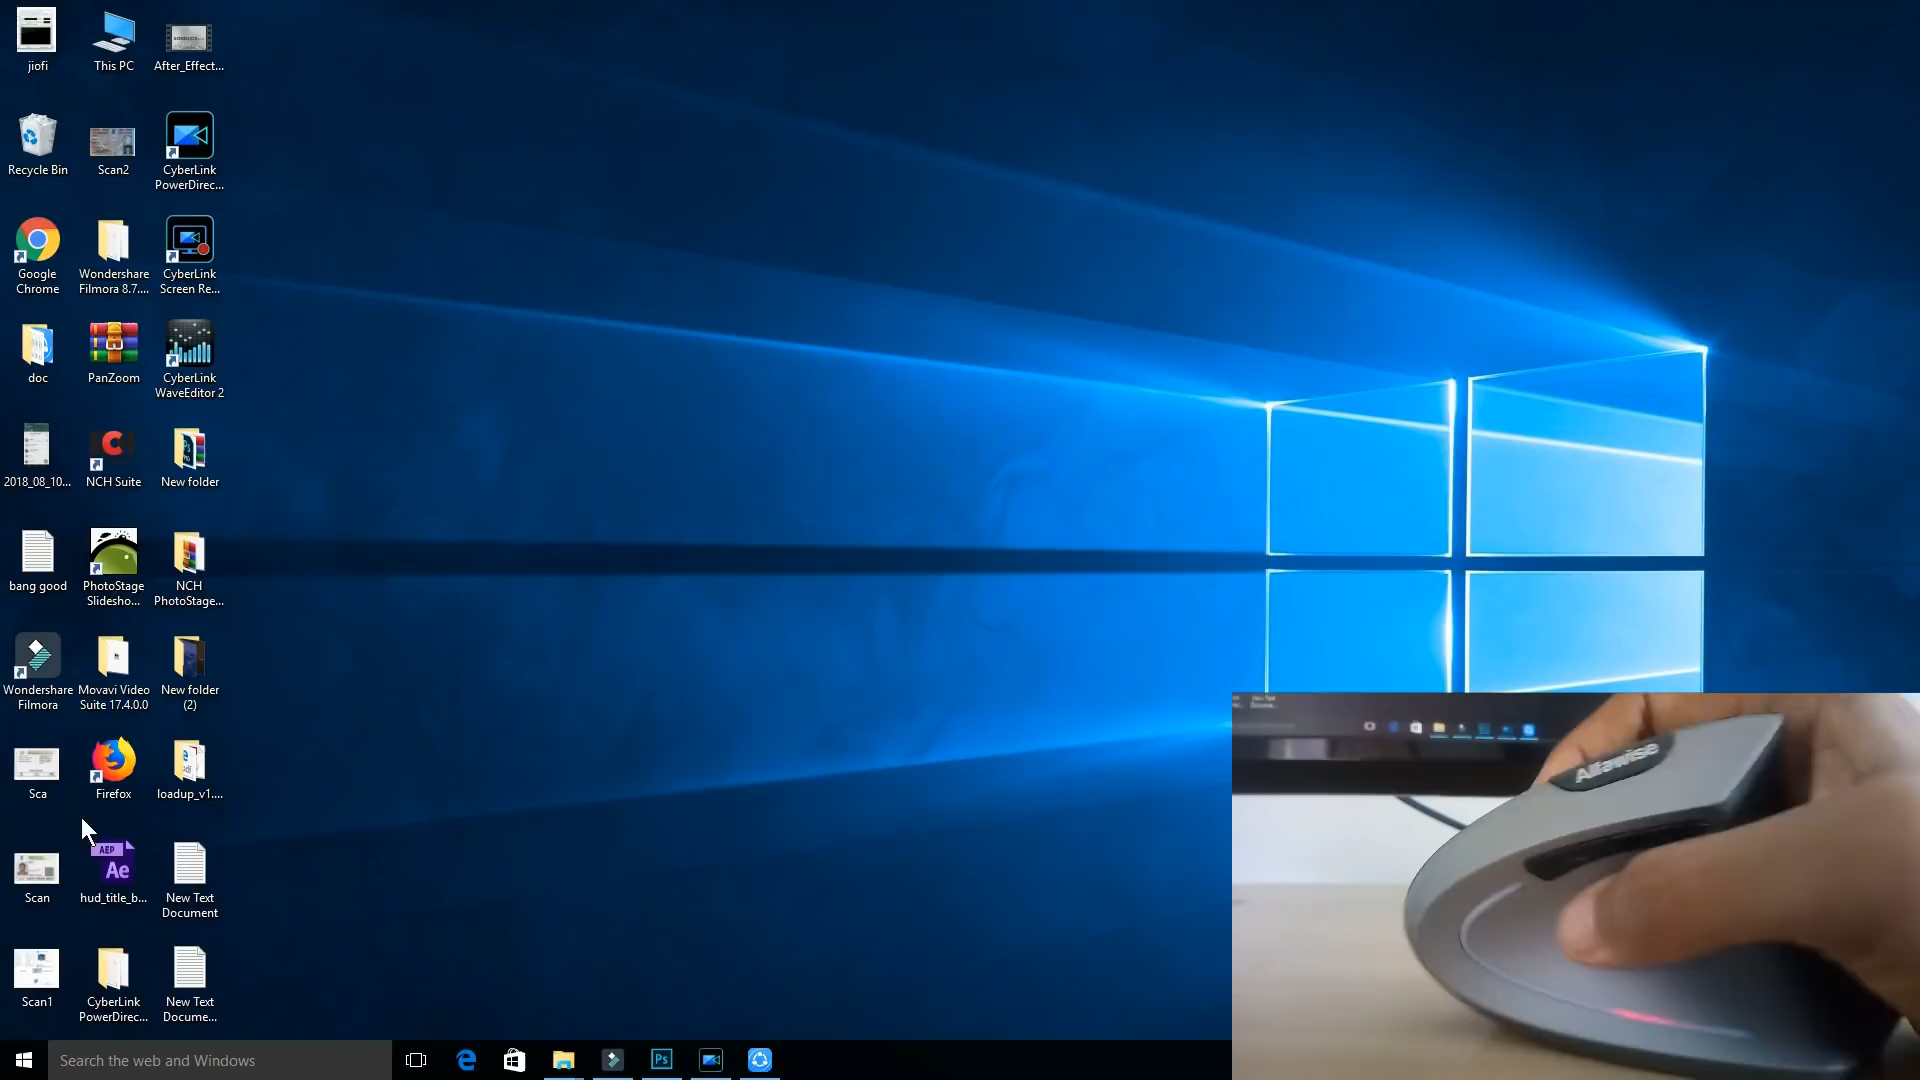 jiofi
This PC
After_Effect...
Recycle Bin
Scan2
CyberLink
PowerDirec...
Google
Chrome
Wondershare
Filmora 8.7....
CyberLink
Screen Re...
doc
PanZoom
CyberLink
WaveEditor 2
2018_08_10...
NCH Suite
New folder
bang good
PhotoStage
Slidesho...
NCH
PhotoStage...
Wondershare
Filmora
Movavi Video
Suite 17.4.0.0
New folder
(2)
Sca
Firefox
loadup_v1....
Scan
AEP
Ae
hud_title_b...
New Text
Document
Scan1
CyberLink
PowerDirec...
New Text
Docume...
Search the web and Windows
Ps
Alfawise